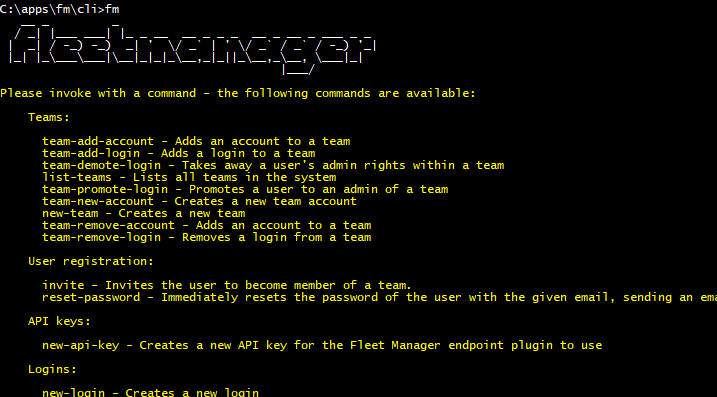 C:\apps\fm\cli>fm
fleetmanager
Please invoke with a command - the following commands are available:
Teams:
team-add-account - Adds an account to a team
team-add-login - Adds a login to a team
team-demote-login - Takes away a user's admin rights within a team
list-teams - Lists all teams in the system
team-promote-login - Promotes a user to an admin of a team
team-new-account - Creates a new team account
new-team - Creates a new team
team-remove-account - Adds an account to a team
team-remove-login - Removes a login from a team
User registration:
invite - Invites the user to become member of a team.
reset-password - Immediately resets the password of the user with the given email, sending an ema
API keys:
new-api-key - Creates a new API key for the Fleet Manager endpoint plugin to use
Logins:
new-login - Creates a new login